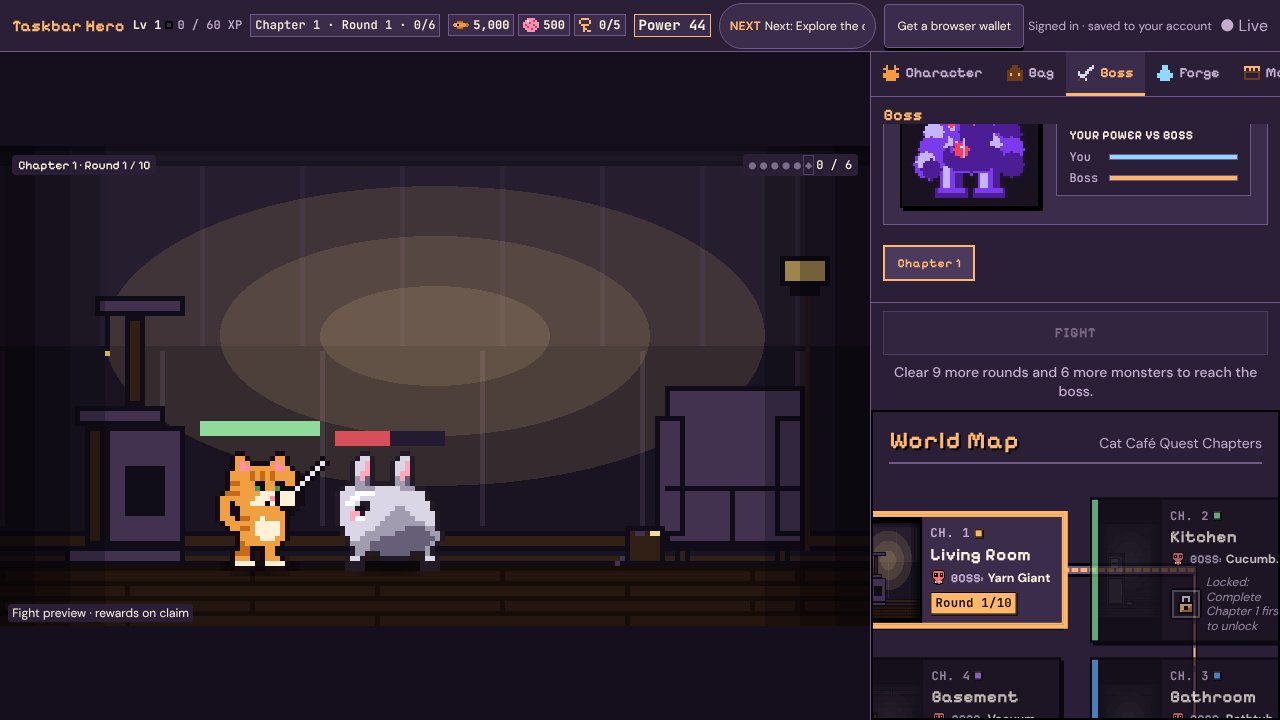 Taskbar Hero
Lv 1
0 / 60 XP
Chapter 1 · Round 1 · 0/6
5,000
500
0/5
Power 44
NEXT Next: Explore the
Get a browser wallet
Signed in · saved to your account
Live
Character
Bag
Boss
Forge
Boss
Chapter 1 · Round 1 / 10
0 / 6
YOUR POWER VS BOSS
You
Boss
Chapter 1
FIGHT
Clear 9 more rounds and 6 more monsters to reach the
boss.
World Map
Cat Café Quest Chapters
CH. 1
Living Room
BOSS: Yarn Giant
Round 1/10
CH. 2
Kitchen
BOSS: Cucumb
Locked:
Complete
Chapter 1 firs
to unlock
CH. 4
Basement
CH. 3
Bathroom
Fight preview · rewards on claim